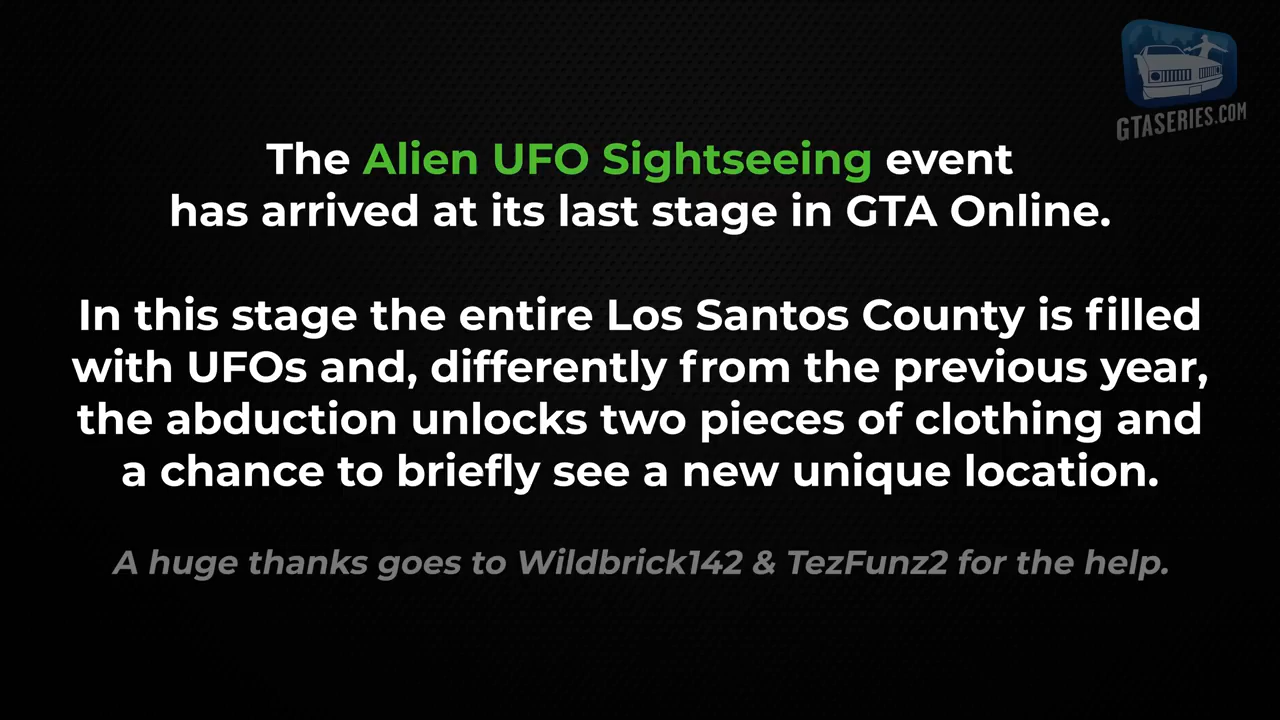 GTASERIES.COM
The Alien UFO Sightseeing event
has arrived at its last stage in GTA Online.
In this stage the entire Los Santos County is filled
with UFOs and, differently from the previous year,
the abduction unlocks two pieces of clothing and
a chance to briefly see a new unique location.
A huge thanks goes to Wildbrick142 & TezFunz2 for the help.